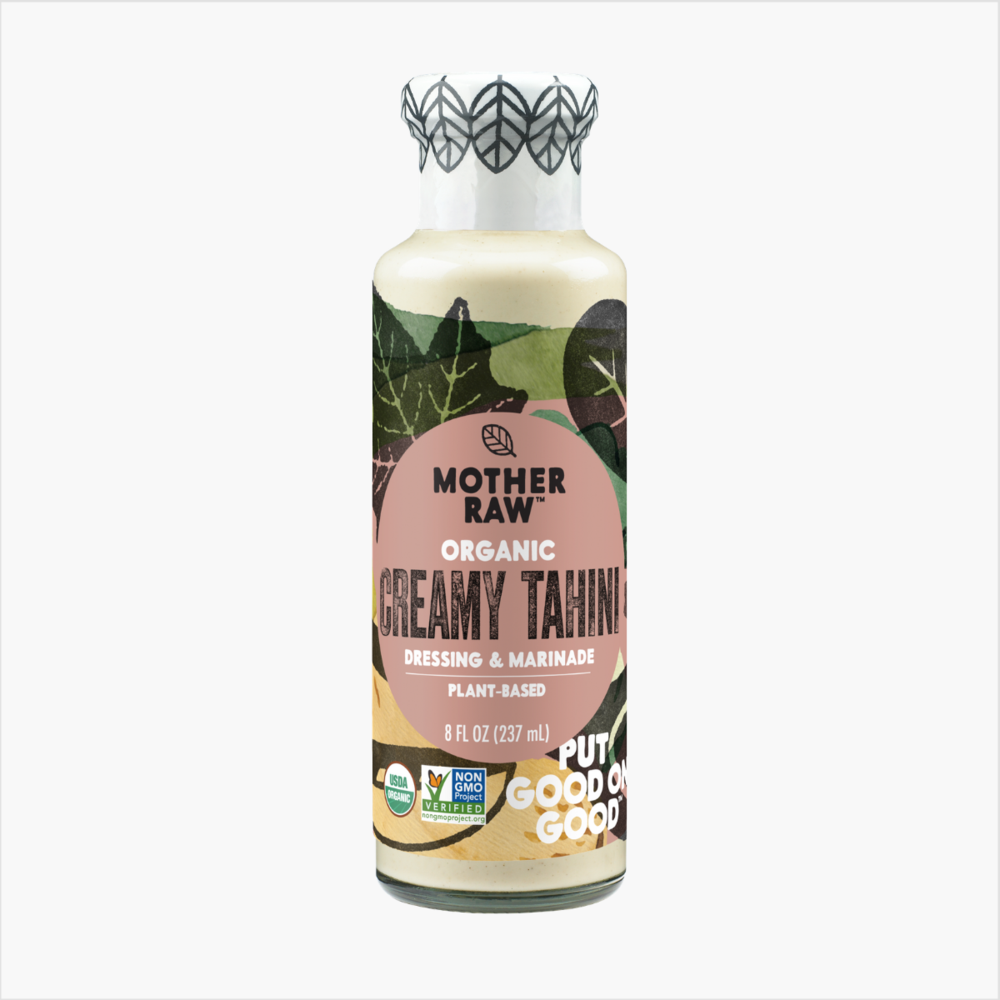 MOTHER
RAW™
ORGANIC
CREAMY TAHINI
DRESSING & MARINADE
PLANT-BASED
8 FL OZ (237 mL)
PUT
GOOD ON
GOOD™
USDA
ORGANIC
NON
GMO
Project
VERIFIED
nongmoproject.org